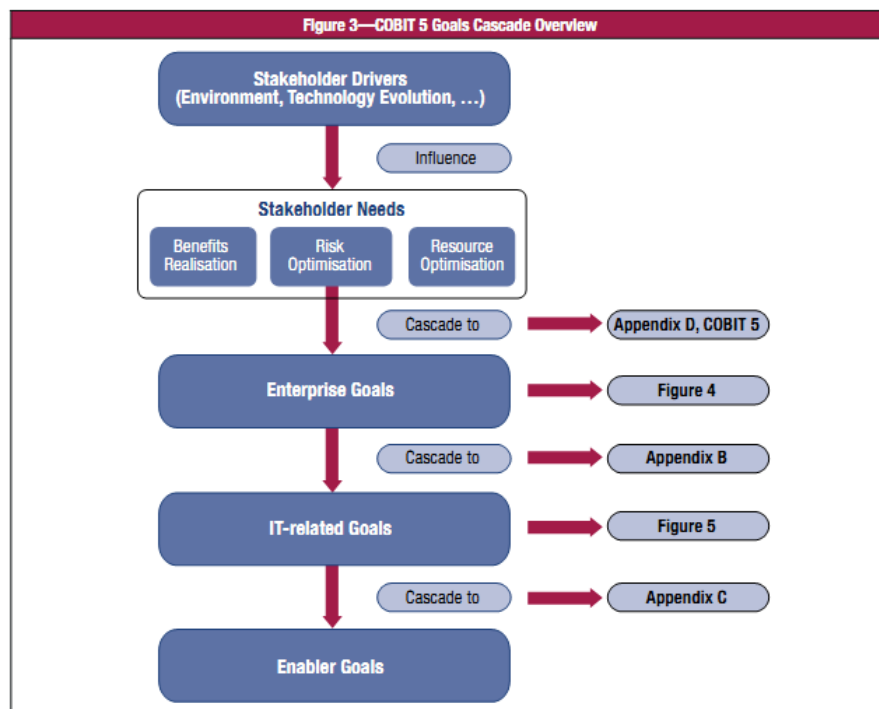 Figure 3—COBIT 5 Goals Cascade Overview
Stakeholder Drivers
(Environment, Technology Evolution, …)
Influence
Stakeholder Needs
Benefits
Realisation
Risk
Optimisation
Resource
Optimisation
Cascade to
Appendix D, COBIT 5
Enterprise Goals
Figure 4
Cascade to
Appendix B
IT-related Goals
Figure 5
Cascade to
Appendix C
Enabler Goals